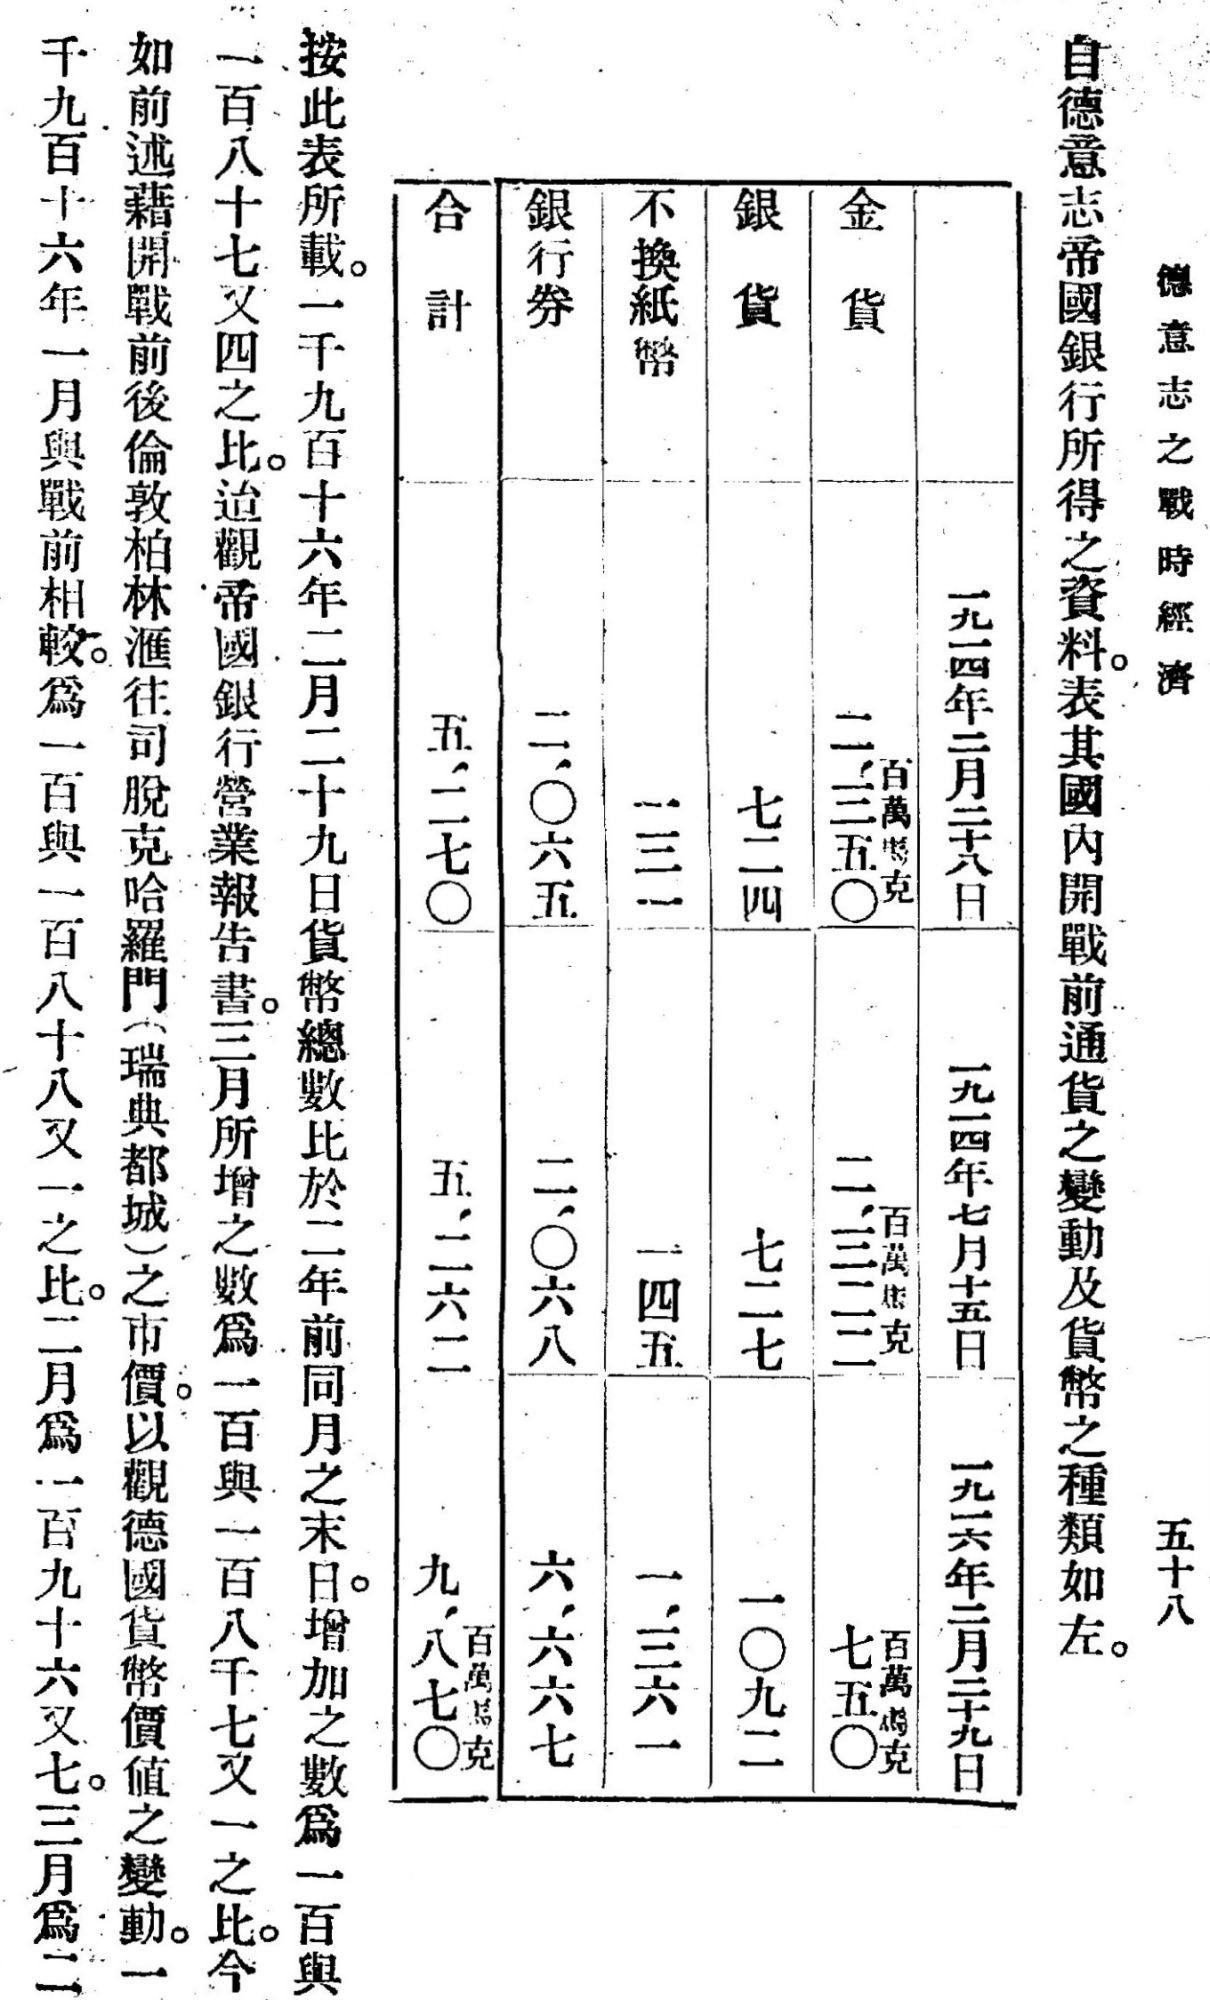 德意志之戰時經濟 五十八
自德意志帝國銀行所得之資料。表其國內開戰前通貨之變動及貨幣之種類如左。
一九一四年二月二十八日 一九一四年七月十五日 一九一六年二月二十九日
百萬馬克 百萬馬克 百萬馬克
金貨 二、三五〇 二、三二二 七五〇
銀貨 七二四 七二七 一〇九二
不換紙幣 一三一 一四五 一、三六一
銀行券 二、〇六五 二、〇六八 六、六六七
百萬馬克
合計 五、二七〇 五、二六二 九、八七〇
按此表所載。一千九百十六年二月二十九日貨幣總數比於二年前同月之末日。增加之數爲一百與
一百八十七又四之比。迨觀帝國銀行營業報告書。三月所增之數爲一百與一百八千七又一之比。今
如前述藉開戰前後倫敦柏林滙往司脫克哈羅門（瑞典都城）之市價。以觀德國貨幣價值之變動。一
千九百十六年一月與戰前相較。爲一百與一百八十八又一之比。二月爲一百九十六又七。三月爲二